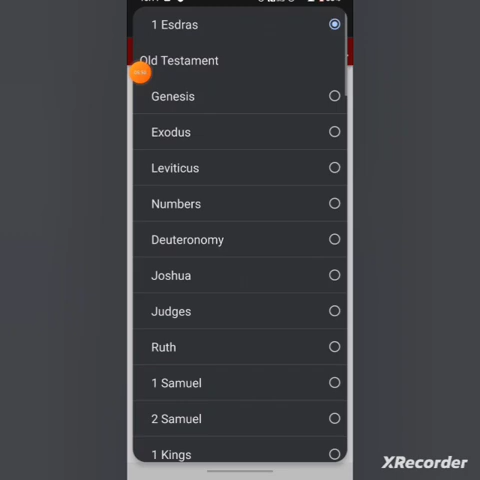 1 Esdras
Old Testament
Genesis
Exodus
Leviticus
Numbers
Deuteronomy
Joshua
Judges
Ruth
1 Samuel
2 Samuel
1 Kings
XRecorder